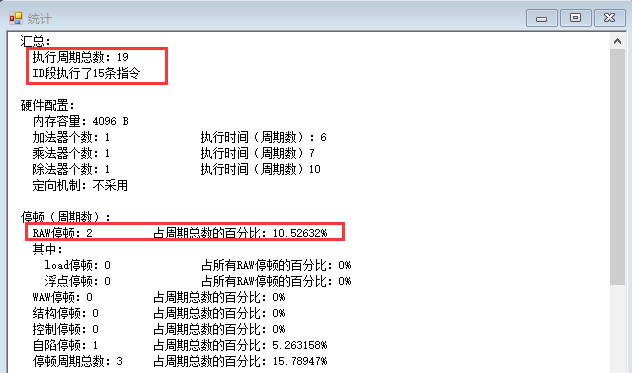 统计
汇总:
执行周期总数: 19
ID段执行了15条指令
硬件配置:
内存容量: 4096 B
加法器个数: 1 执行时间（周期数）: 6
乘法器个数: 1 执行时间（周期数）7
除法器个数: 1 执行时间（周期数）10
定向机制: 不采用
停顿（周期数）:
RAW停顿: 2 占周期总数的百分比: 10.52632%
其中:
load停顿: 0 占所有RAW停顿的百分比: 0%
浮点停顿: 0 占所有RAW停顿的百分比: 0%
WAW停顿: 0 占周期总数的百分比: 0%
结构停顿: 0 占周期总数的百分比: 0%
控制停顿: 0 占周期总数的百分比: 0%
自陷停顿: 1 占周期总数的百分比: 5.263158%
停顿周期总数: 3 占周期总数的百分比: 15.78947%